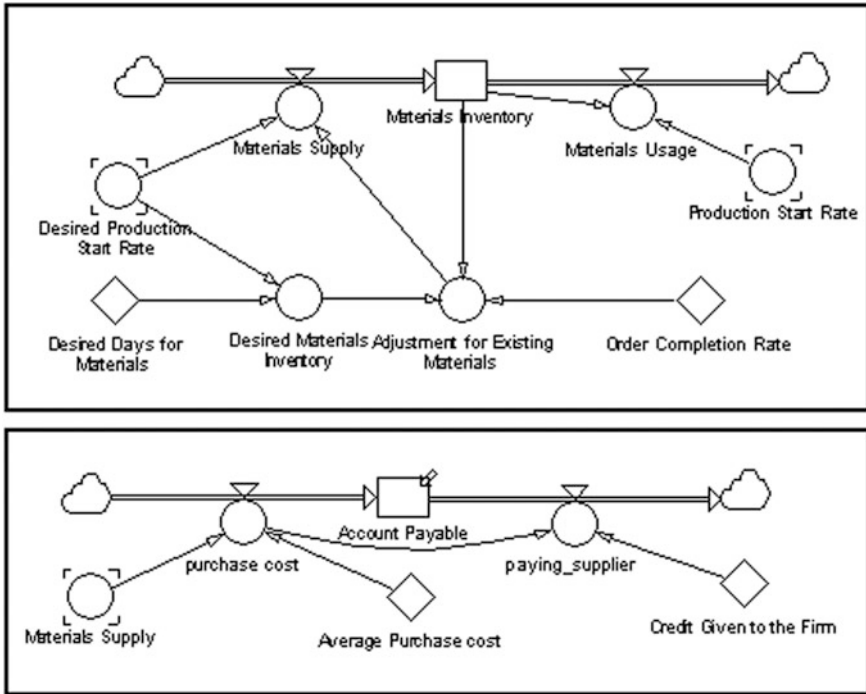 Materials Inventory
Materials Supply
Materials Usage
Desired Production
Start Rate
Production Start Rate
Desired Days for
Materials
Desired Materials
Inventory
Adjustment for Existing
Materials
Order Completion Rate
Account Payable
purchase cost
paying_supplier
Materials Supply
Average Purchase cost
Credit Given to the Firm